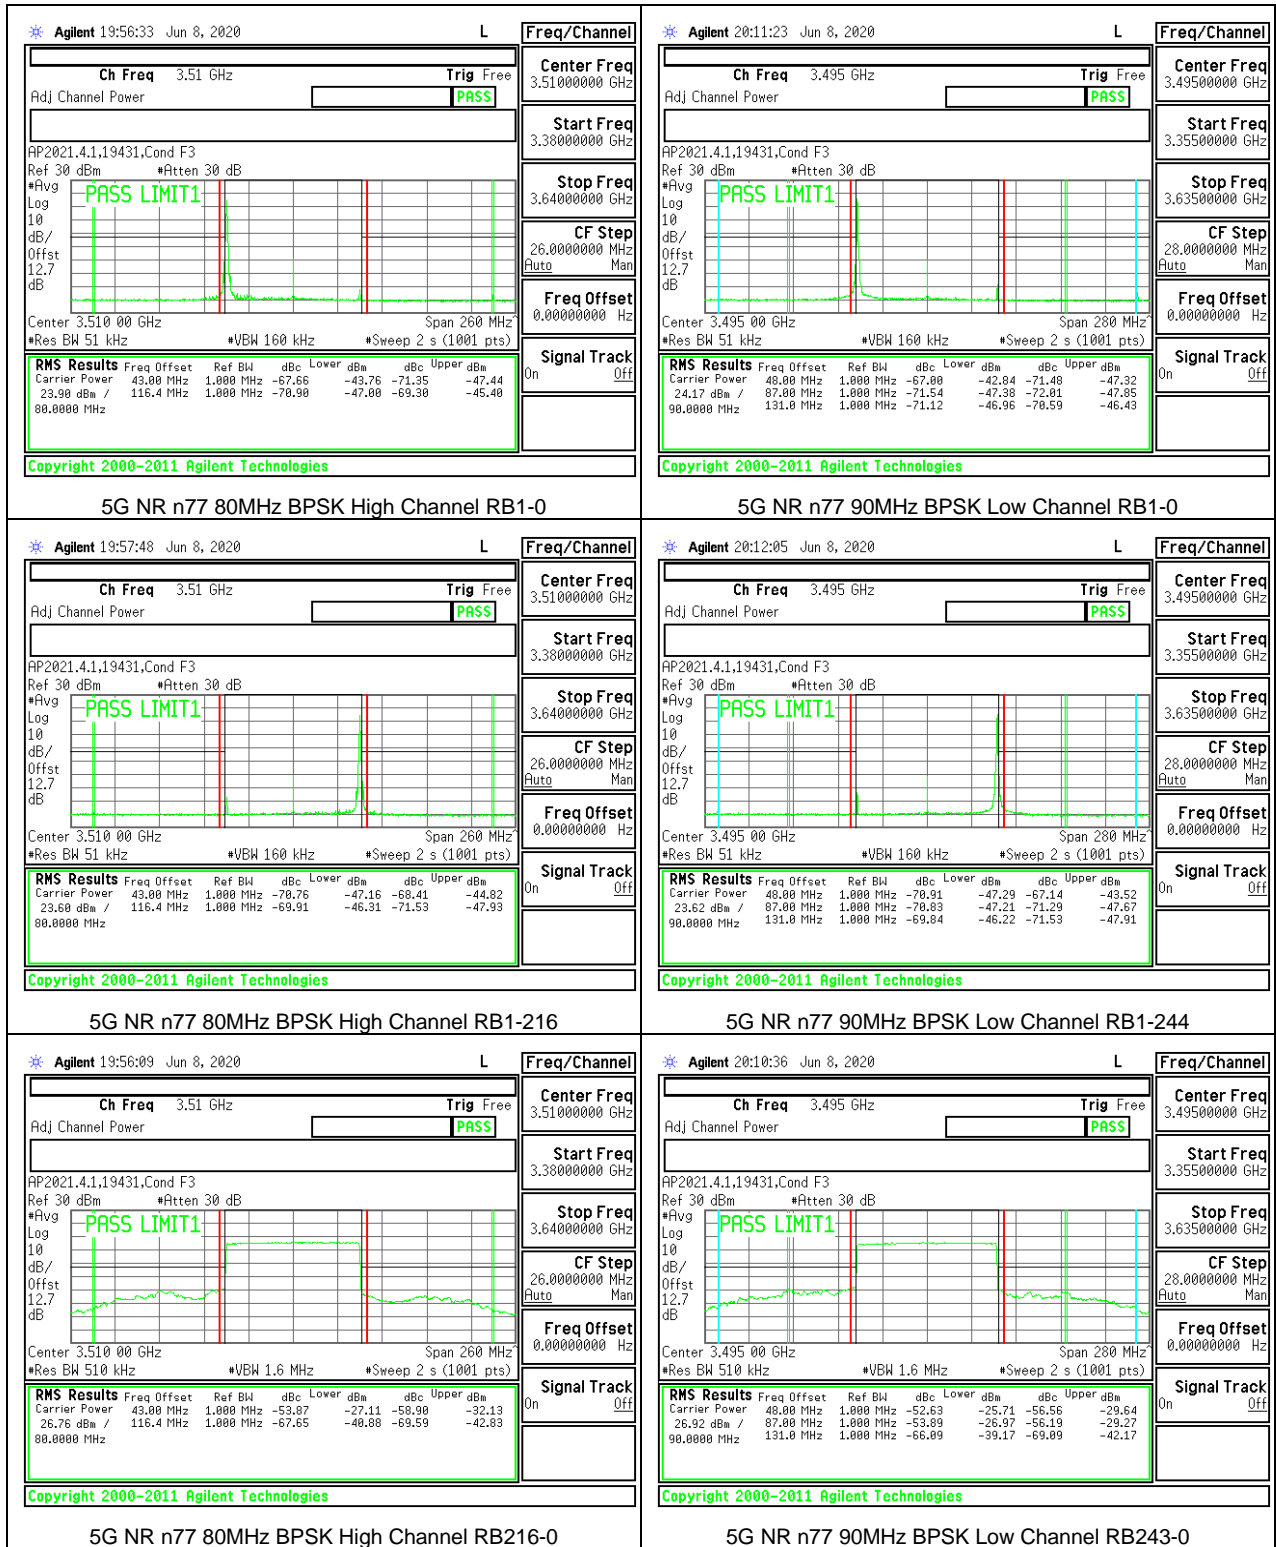 Agilent 19:56:33 Jun 8, 2020 L
Freq/Channel
Ch Freq 3.51 GHz Trig Free
Adj Channel Power PASS
AP2021.4.1,19431,Cond F3
Ref 30 dBm #Atten 30 dB
#Avg
Log
10
dB/
Offst
12.7
dB
PASS LIMIT1
Center 3.510 00 GHz Span 260 MHz^
#Res BW 51 kHz #VBW 160 kHz #Sweep 2 s (1001 pts)
RMS Results Freq Offset Ref BW dBc Lower dBm dBc Upper dBm
Carrier Power 43.00 MHz 1.000 MHz -67.66 -43.76 -71.35 -47.44
23.90 dBm / 116.4 MHz 1.000 MHz -70.90 -47.00 -69.30 -45.40
80.0000 MHz
Copyright 2000-2011 Agilent Technologies
Center Freq
3.51000000 GHz
Start Freq
3.38000000 GHz
Stop Freq
3.64000000 GHz
CF Step
26.0000000 MHz
Auto Man
Freq Offset
0.00000000 Hz
Signal Track
On Off
5G NR n77 80MHz BPSK High Channel RB1-0
Agilent 20:11:23 Jun 8, 2020 L
Freq/Channel
Ch Freq 3.495 GHz Trig Free
Adj Channel Power PASS
AP2021.4.1,19431,Cond F3
Ref 30 dBm #Atten 30 dB
#Avg
Log
10
dB/
Offst
12.7
dB
PASS LIMIT1
Center 3.495 00 GHz Span 280 MHz^
#Res BW 51 kHz #VBW 160 kHz #Sweep 2 s (1001 pts)
RMS Results Freq Offset Ref BW dBc Lower dBm dBc Upper dBm
Carrier Power 48.00 MHz 1.000 MHz -67.00 -42.84 -71.48 -47.32
24.17 dBm / 87.00 MHz 1.000 MHz -71.54 -47.38 -72.01 -47.85
90.0000 MHz 131.0 MHz 1.000 MHz -71.12 -46.96 -70.59 -46.43
Copyright 2000-2011 Agilent Technologies
Center Freq
3.49500000 GHz
Start Freq
3.35500000 GHz
Stop Freq
3.63500000 GHz
CF Step
28.0000000 MHz
Auto Man
Freq Offset
0.00000000 Hz
Signal Track
On Off
5G NR n77 90MHz BPSK Low Channel RB1-0
Agilent 19:57:48 Jun 8, 2020 L
Freq/Channel
Ch Freq 3.51 GHz Trig Free
Adj Channel Power PASS
AP2021.4.1,19431,Cond F3
Ref 30 dBm #Atten 30 dB
#Avg
Log
10
dB/
Offst
12.7
dB
PASS LIMIT1
Center 3.510 00 GHz Span 260 MHz^
#Res BW 51 kHz #VBW 160 kHz #Sweep 2 s (1001 pts)
RMS Results Freq Offset Ref BW dBc Lower dBm dBc Upper dBm
Carrier Power 43.00 MHz 1.000 MHz -70.76 -47.16 -68.41 -44.82
23.60 dBm / 116.4 MHz 1.000 MHz -69.91 -46.31 -71.53 -47.93
80.0000 MHz
Copyright 2000-2011 Agilent Technologies
Center Freq
3.51000000 GHz
Start Freq
3.38000000 GHz
Stop Freq
3.64000000 GHz
CF Step
26.0000000 MHz
Auto Man
Freq Offset
0.00000000 Hz
Signal Track
On Off
5G NR n77 80MHz BPSK High Channel RB1-216
Agilent 20:12:05 Jun 8, 2020 L
Freq/Channel
Ch Freq 3.495 GHz Trig Free
Adj Channel Power PASS
AP2021.4.1,19431,Cond F3
Ref 30 dBm #Atten 30 dB
#Avg
Log
10
dB/
Offst
12.7
dB
PASS LIMIT1
Center 3.495 00 GHz Span 280 MHz^
#Res BW 51 kHz #VBW 160 kHz #Sweep 2 s (1001 pts)
RMS Results Freq Offset Ref BW dBc Lower dBm dBc Upper dBm
Carrier Power 48.00 MHz 1.000 MHz -70.91 -47.29 -67.14 -43.52
23.62 dBm / 87.00 MHz 1.000 MHz -70.83 -47.21 -71.29 -47.67
90.0000 MHz 131.0 MHz 1.000 MHz -69.84 -46.22 -71.53 -47.91
Copyright 2000-2011 Agilent Technologies
Center Freq
3.49500000 GHz
Start Freq
3.35500000 GHz
Stop Freq
3.63500000 GHz
CF Step
28.0000000 MHz
Auto Man
Freq Offset
0.00000000 Hz
Signal Track
On Off
5G NR n77 90MHz BPSK Low Channel RB1-244
Agilent 19:56:09 Jun 8, 2020 L
Freq/Channel
Ch Freq 3.51 GHz Trig Free
Adj Channel Power PASS
AP2021.4.1,19431,Cond F3
Ref 30 dBm #Atten 30 dB
#Avg
Log
10
dB/
Offst
12.7
dB
PASS LIMIT1
Center 3.510 00 GHz Span 260 MHz^
#Res BW 510 kHz #VBW 1.6 MHz #Sweep 2 s (1001 pts)
RMS Results Freq Offset Ref BW dBc Lower dBm dBc Upper dBm
Carrier Power 43.00 MHz 1.000 MHz -53.87 -27.11 -58.90 -32.13
26.76 dBm / 116.4 MHz 1.000 MHz -67.65 -40.88 -69.59 -42.83
80.0000 MHz
Copyright 2000-2011 Agilent Technologies
Center Freq
3.51000000 GHz
Start Freq
3.38000000 GHz
Stop Freq
3.64000000 GHz
CF Step
26.0000000 MHz
Auto Man
Freq Offset
0.00000000 Hz
Signal Track
On Off
5G NR n77 80MHz BPSK High Channel RB216-0
Agilent 20:10:36 Jun 8, 2020 L
Freq/Channel
Ch Freq 3.495 GHz Trig Free
Adj Channel Power PASS
AP2021.4.1,19431,Cond F3
Ref 30 dBm #Atten 30 dB
#Avg
Log
10
dB/
Offst
12.7
dB
PASS LIMIT1
Center 3.495 00 GHz Span 280 MHz^
#Res BW 510 kHz #VBW 1.6 MHz #Sweep 2 s (1001 pts)
RMS Results Freq Offset Ref BW dBc Lower dBm dBc Upper dBm
Carrier Power 48.00 MHz 1.000 MHz -52.63 -25.71 -56.56 -29.64
26.92 dBm / 87.00 MHz 1.000 MHz -53.89 -26.97 -56.19 -29.27
90.0000 MHz 131.0 MHz 1.000 MHz -66.09 -39.17 -69.09 -42.17
Copyright 2000-2011 Agilent Technologies
Center Freq
3.49500000 GHz
Start Freq
3.35500000 GHz
Stop Freq
3.63500000 GHz
CF Step
28.0000000 MHz
Auto Man
Freq Offset
0.00000000 Hz
Signal Track
On Off
5G NR n77 90MHz BPSK Low Channel RB243-0